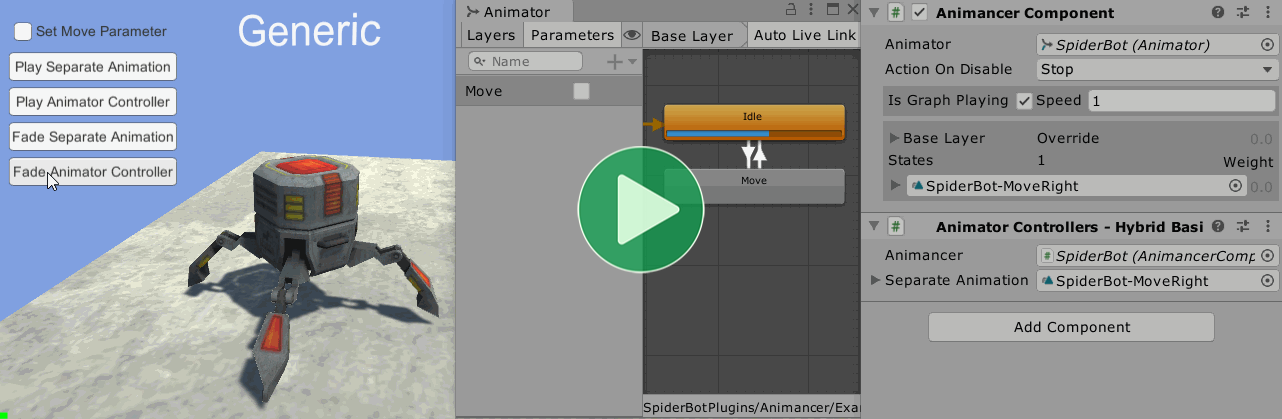 Generic
Set Move Parameter
Play Separate Animation
Play Animator Controller
Fade Separate Animation
Fade Animator Controller
Animator
Layers
Parameters
Base Layer
Auto Live Link
Name
Move
Idle
Move
SpiderBotPlugins/Animancer/Exa
Animancer Component
Animator
SpiderBot (Animator)
Action On Disable
Stop
Is Graph Playing
Speed
1
Base Layer
Override
0.0
States
1
Weight
SpiderBot-MoveRight
0.0
Animator Controllers - Hybrid Basi
Animancer
SpiderBot (AnimancerComp
Separate Animation
SpiderBot-MoveRight
Add Component